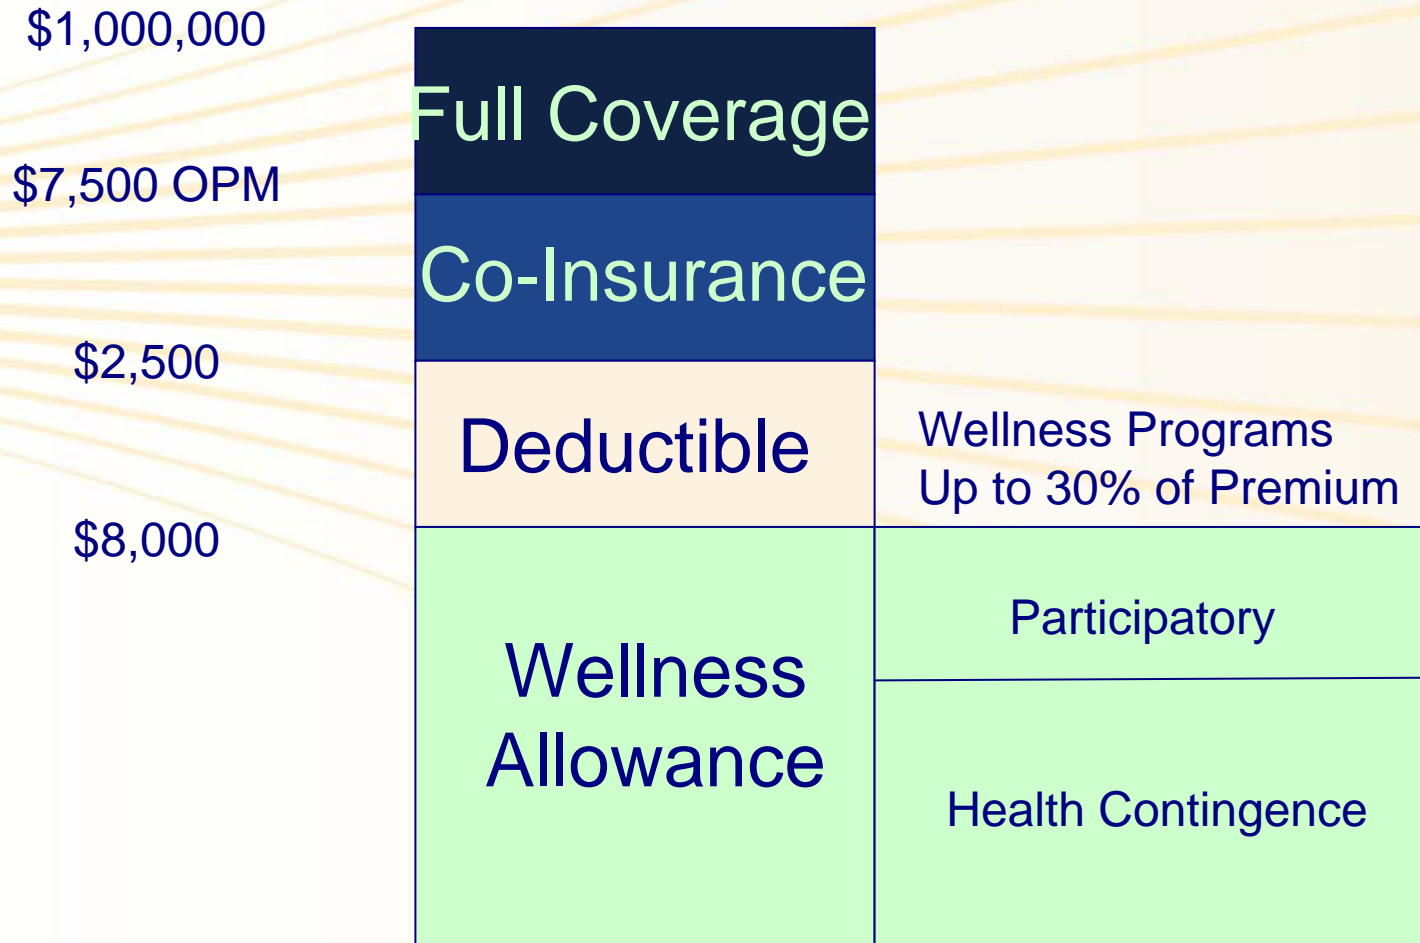 $1,000,000
Full Coverage
$7,500 OPM
Co-Insurance
$2,500
Deductible
Wellness Programs
Up to 30% of Premium
$8,000
Wellness
Allowance
Participatory
Health Contingence